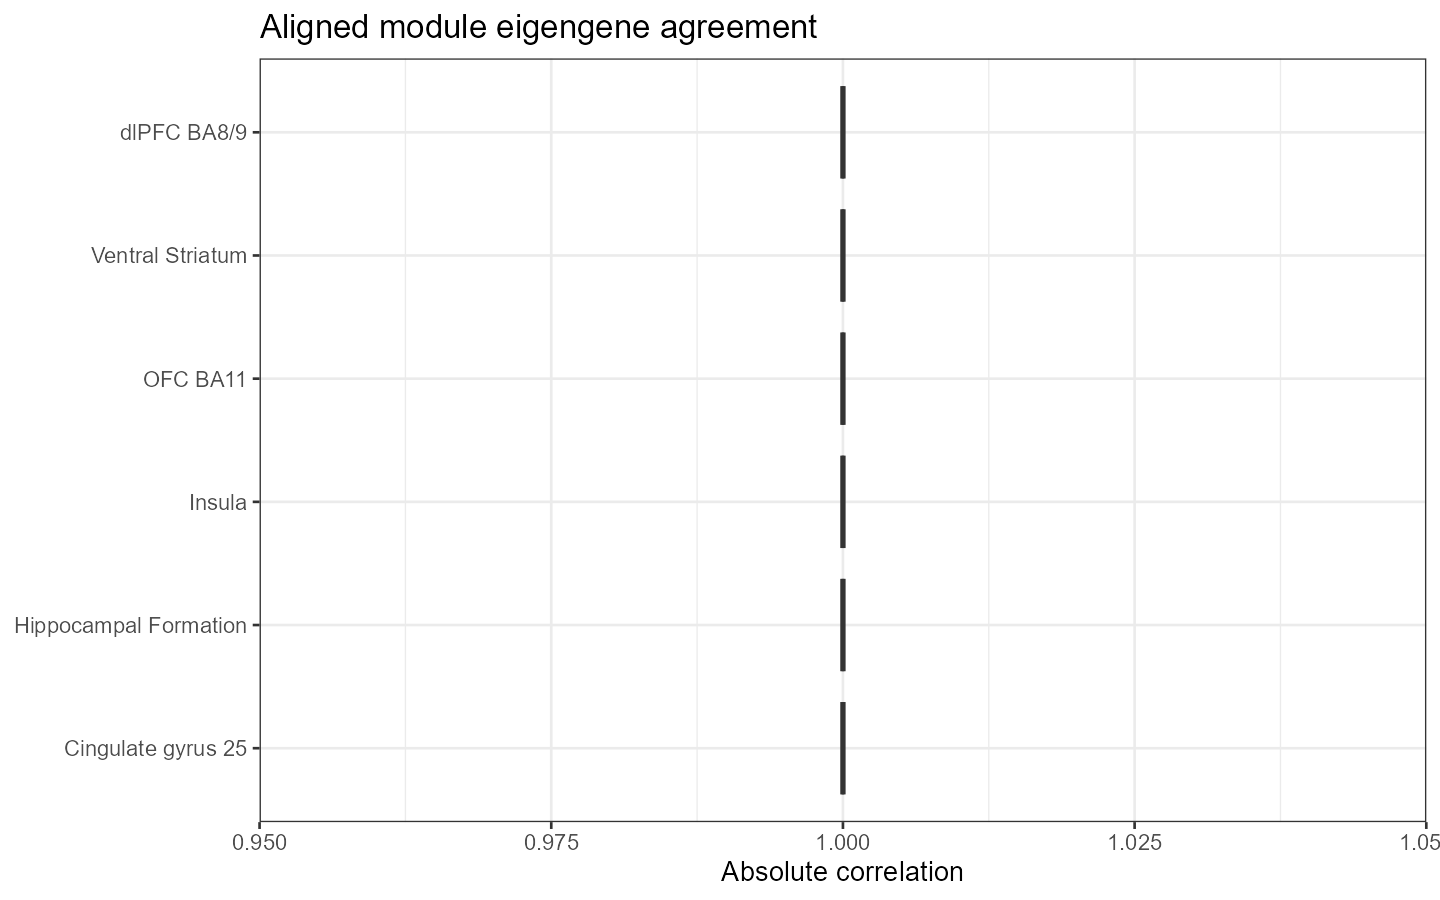 Aligned module eigengene agreement
dlPFC BA8/9
Ventral Striatum
OFC BA11
Insula
Hippocampal Formation
Cingulate gyrus 25
0.950 0.975 1.000 1.025 1.05
Absolute correlation